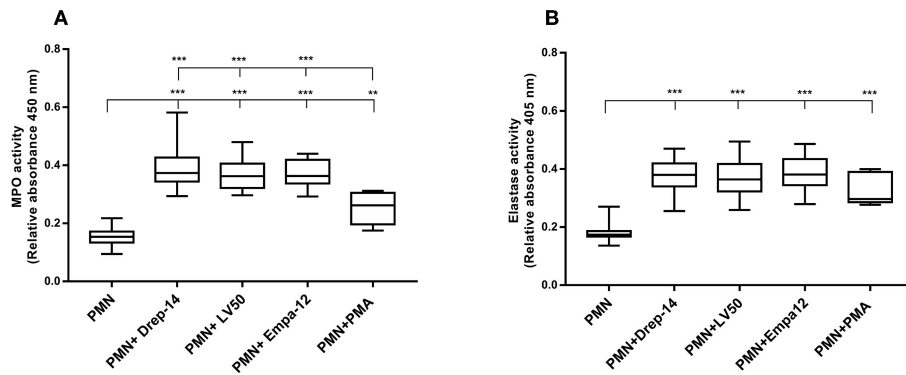 A
MPO activity
(Relative absorbance 450 nm)
0.8
0.6
0.4
0.2
0.0
*** *** ***
*** *** *** **
PMN
PMN+ Drep-14
PMN+ LV50
PMN+ Empa-12
PMN+PMA
B
Elastase activity
(Relative absorbance 405 nm)
0.8
0.6
0.4
0.2
0.0
*** *** *** ***
PMN
PMN+Drep-14
PMN+LV50
PMN+Empa12
PMN+PMA